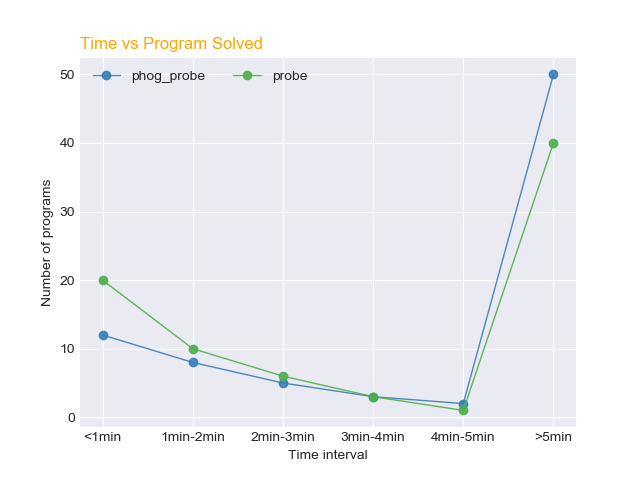 Time vs Program Solved
phog_probe probe
50
40
30
20
10
0
Number of programs
<1min 1min-2min 2min-3min 3min-4min 4min-5min >5min
Time interval